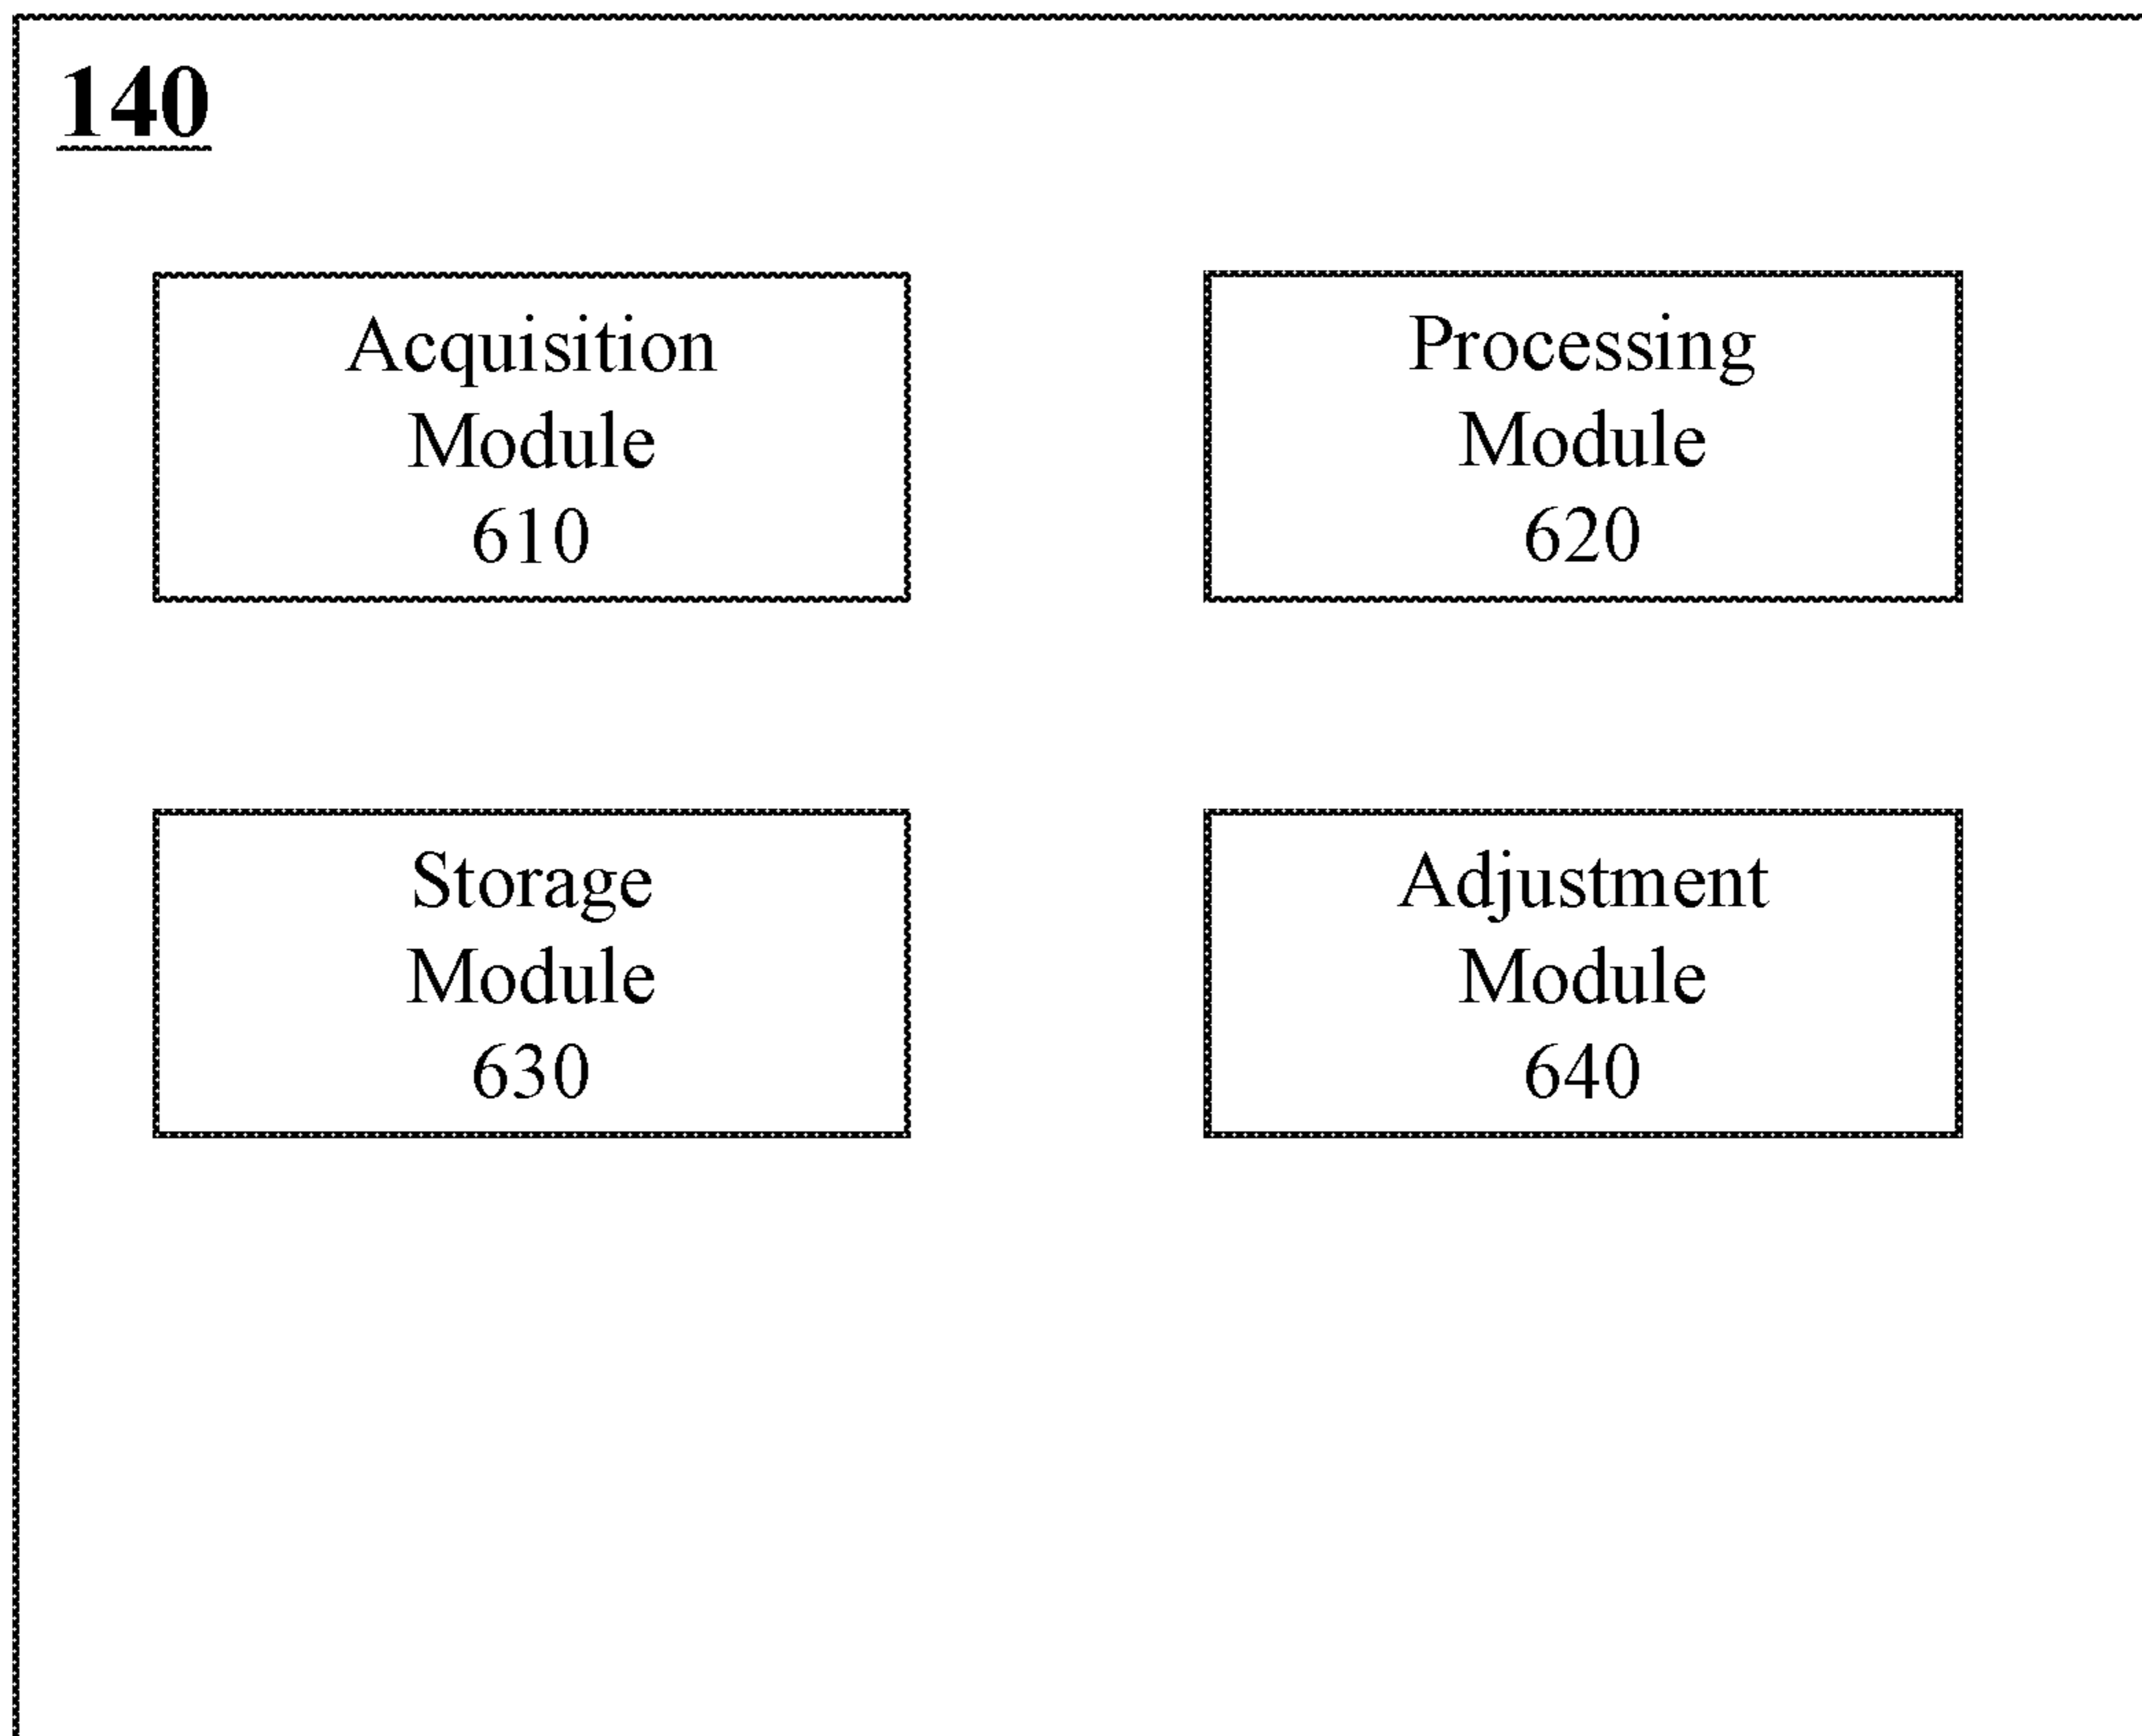 140
Acquisition
Module
610
Processing
Module
620
Storage
Module
630
Adjustment
Module
640